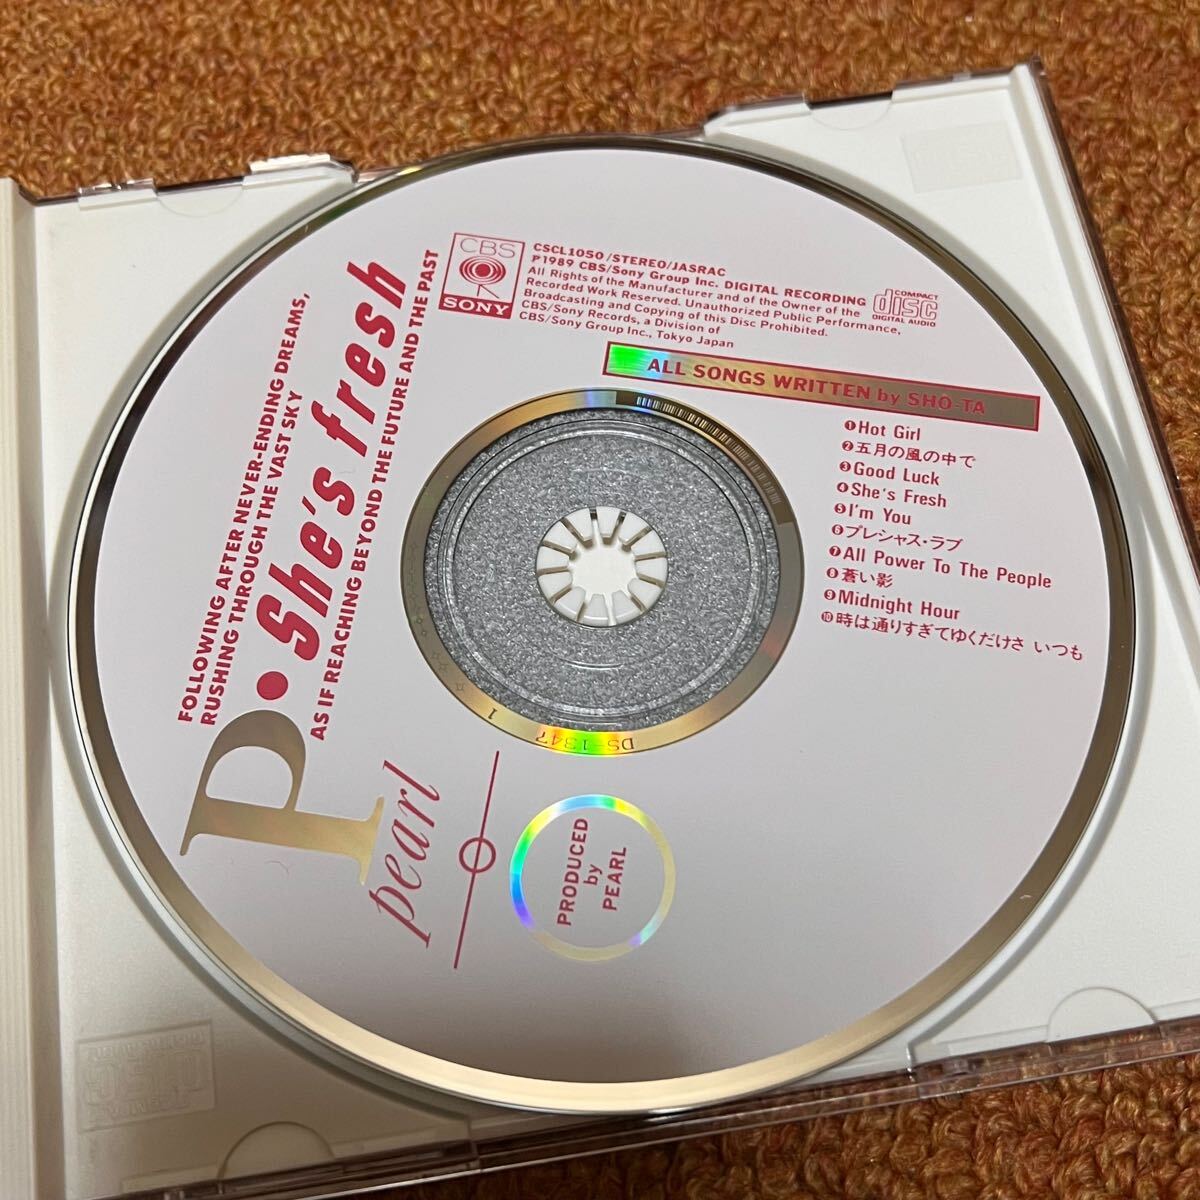 FOLLOWING AFTER NEVER-ENDING DREAMS,
RUSHING THROUGH THE VAST SKY
P•She's fresh
AS IF REACHING BEYOND THE FUTURE AND THE PAST
pearl
CBS
SONY
CSCL1050/STEREO/JASRAC
℗1989 CBS/Sony Group Inc. DIGITAL RECORDING
All Rights of the Manufacturer and of the Owner of the
Recorded Work Reserved. Unauthorized Public Performance,
Broadcasting and Copying of this Disc Prohibited.
CBS/Sony Records, a Division of
CBS/Sony Group Inc., Tokyo Japan
COMPACT
disc
DIGITAL AUDIO
ALL SONGS WRITTEN by SHO-TA
❶Hot Girl
❷五月の風の中で
❸Good Luck
❹She's Fresh
❺I'm You
❻プレシャス・ラブ
❼All Power To The People
❽蒼い影
❾Midnight Hour
❿時は通りすぎてゆくだけさ いつも
DS-1347 1
PRODUCED
by
PEARL